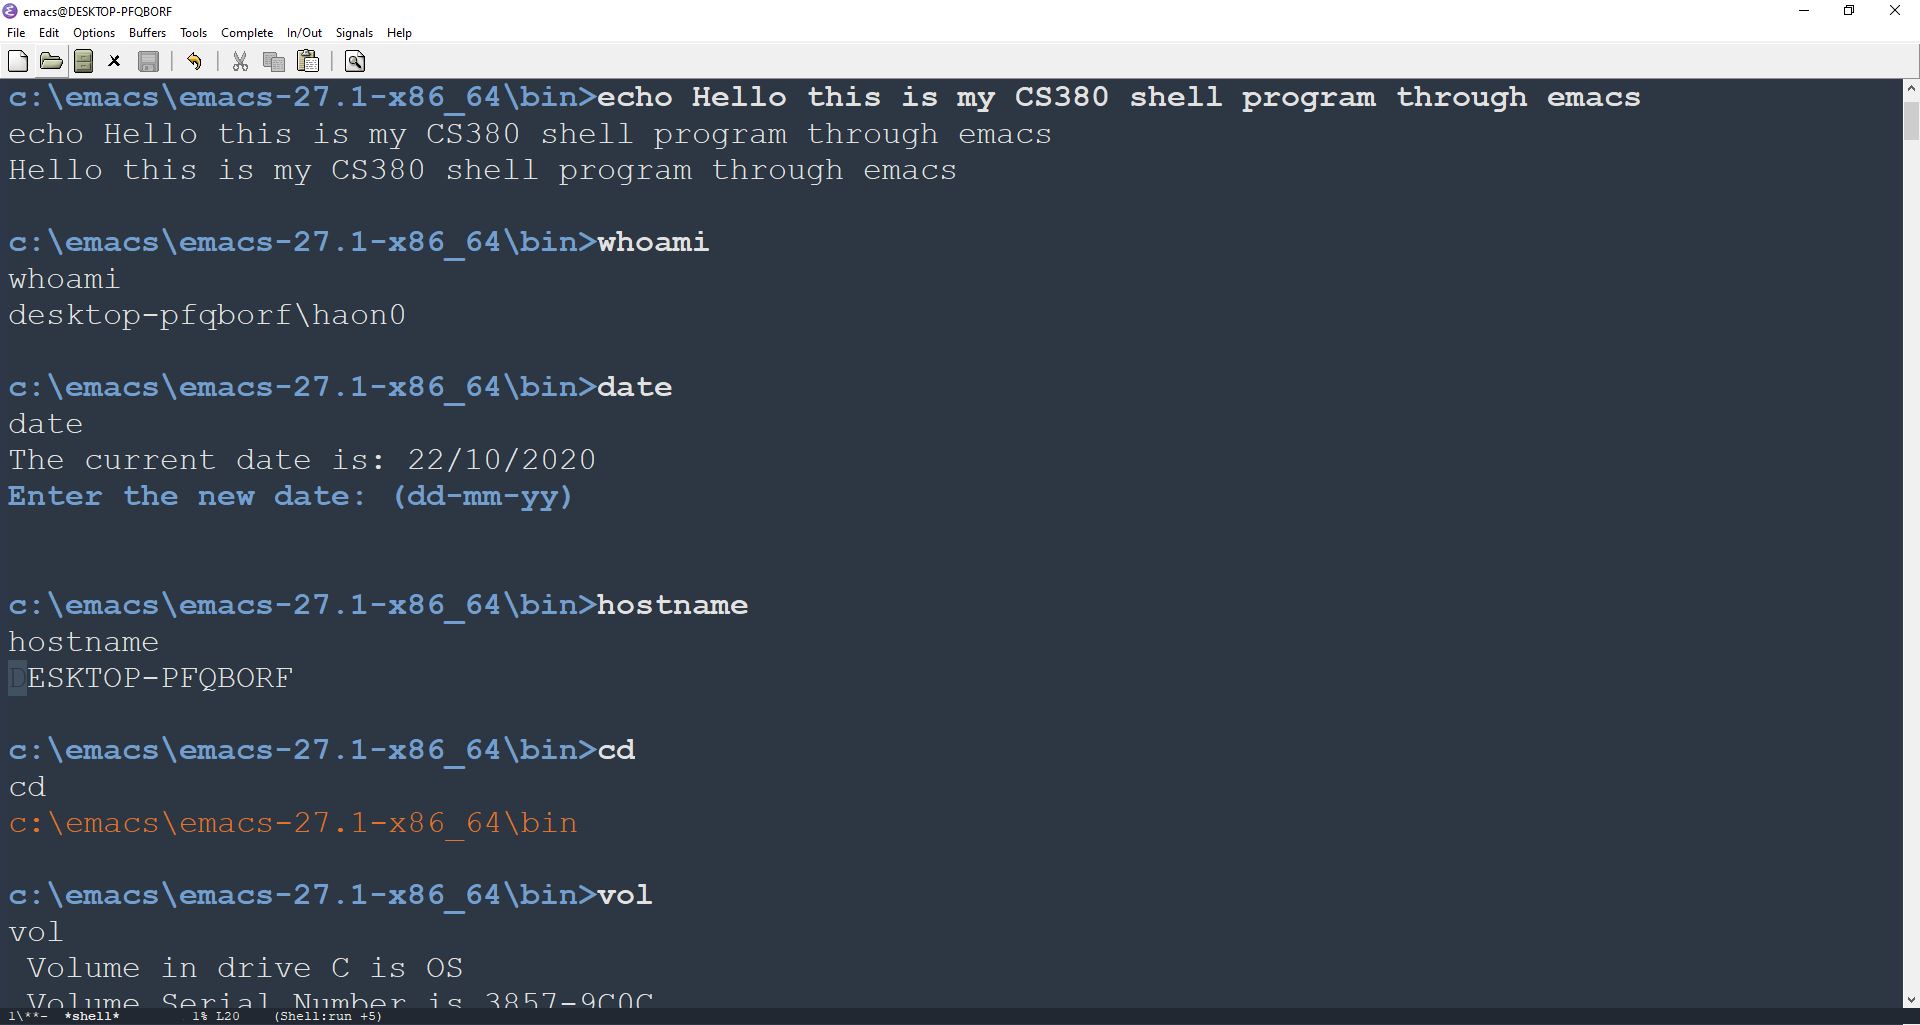 emacs@DESKTOP-PFQBORF
File Edit Options Buffers Tools Complete In/Out Signals Help
c:\emacs\emacs-27.1-x86_64\bin>echo Hello this is my CS380 shell program through emacs
echo Hello this is my CS380 shell program through emacs
Hello this is my CS380 shell program through emacs
c:\emacs\emacs-27.1-x86_64\bin>whoami
whoami
desktop-pfqborf\haon0
c:\emacs\emacs-27.1-x86_64\bin>date
date
The current date is: 22/10/2020
Enter the new date: (dd-mm-yy)
c:\emacs\emacs-27.1-x86_64\bin>hostname
hostname
DESKTOP-PFQBORF
c:\emacs\emacs-27.1-x86_64\bin>cd
cd
c:\emacs\emacs-27.1-x86_64\bin
c:\emacs\emacs-27.1-x86_64\bin>vol
vol
Volume in drive C is OS
Volume Serial Number is 3857-9C0C
1\**- *shell* 1% L20 (Shell:run +5)